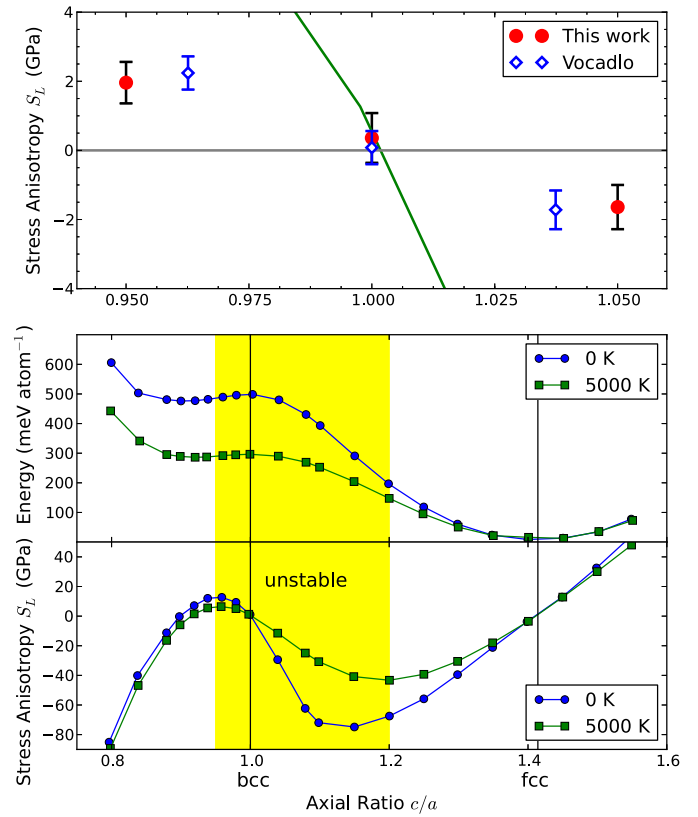 Stress Anisotropy S_L (GPa)
4
2
0
−2
−4
This work
Vocadlo
0.950
0.975
1.000
1.025
1.050
Energy (meV atom⁻¹)
600
500
400
300
200
100
0 K
5000 K
Stress Anisotropy S_L (GPa)
40
20
0
−20
−40
−60
−80
unstable
0 K
5000 K
0.8
1.0
1.2
1.4
1.6
bcc
fcc
Axial Ratio c/a